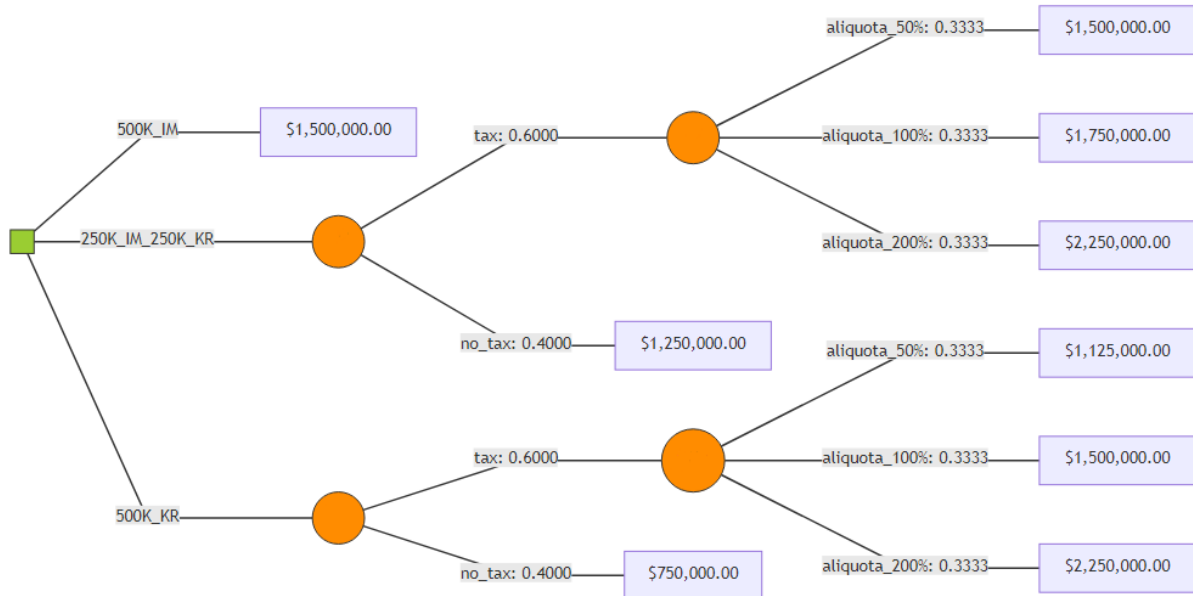 aliquota_50%: 0.3333
$1,500,000.00
500K_IM
$1,500,000.00
tax: 0.6000
aliquota_100%: 0.3333
$1,750,000.00
250K_IM_250K_KR
aliquota_200%: 0.3333
$2,250,000.00
no_tax: 0.4000
$1,250,000.00
aliquota_50%: 0.3333
$1,125,000.00
tax: 0.6000
aliquota_100%: 0.3333
$1,500,000.00
500K_KR
no_tax: 0.4000
$750,000.00
aliquota_200%: 0.3333
$2,250,000.00